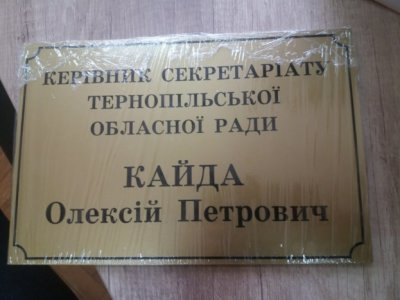 КЕРІВНИК СЕКРЕТАРІАТУ
ТЕРНОПІЛЬСЬКОЇ
ОБЛАСНОЇ РАДИ
КАЙДА
Олексій Петрович